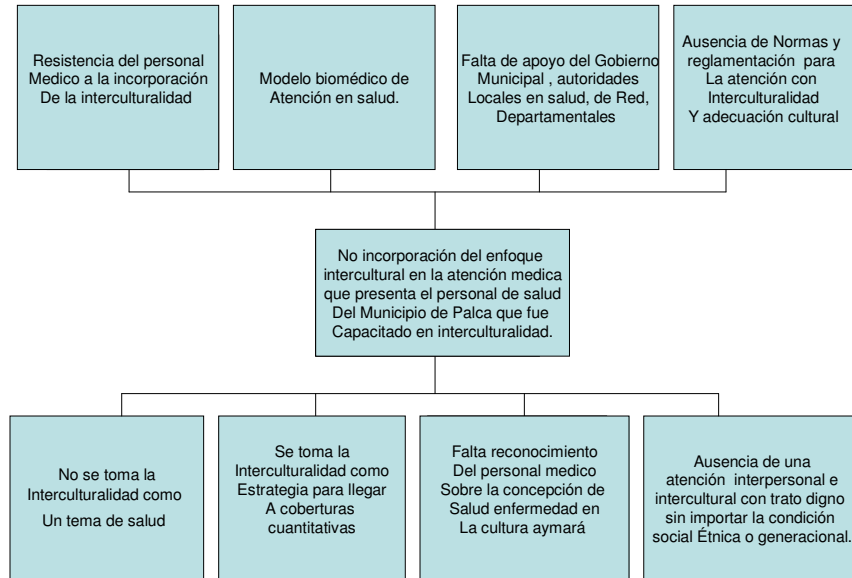 Resistencia del personal
Medico a la incorporación
De la interculturalidad
Modelo biomédico de
Atención en salud.
Falta de apoyo del Gobierno
Municipal , autoridades
Locales en salud, de Red,
Departamentales
Ausencia de Normas y
reglamentación para
La atención con
Interculturalidad
Y adecuación cultural
No incorporación del enfoque
intercultural en la atención medica
que presenta el personal de salud
Del Municipio de Palca que fue
Capacitado en interculturalidad.
No se toma la
Interculturalidad como
Un tema de salud
Se toma la
Interculturalidad como
Estrategia para llegar
A coberturas
cuantitativas
Falta reconocimiento
Del personal medico
Sobre la concepción de
Salud enfermedad en
La cultura aymará
Ausencia de una
atención interpersonal e
intercultural con trato digno
sin importar la condición
social Étnica o generacional.